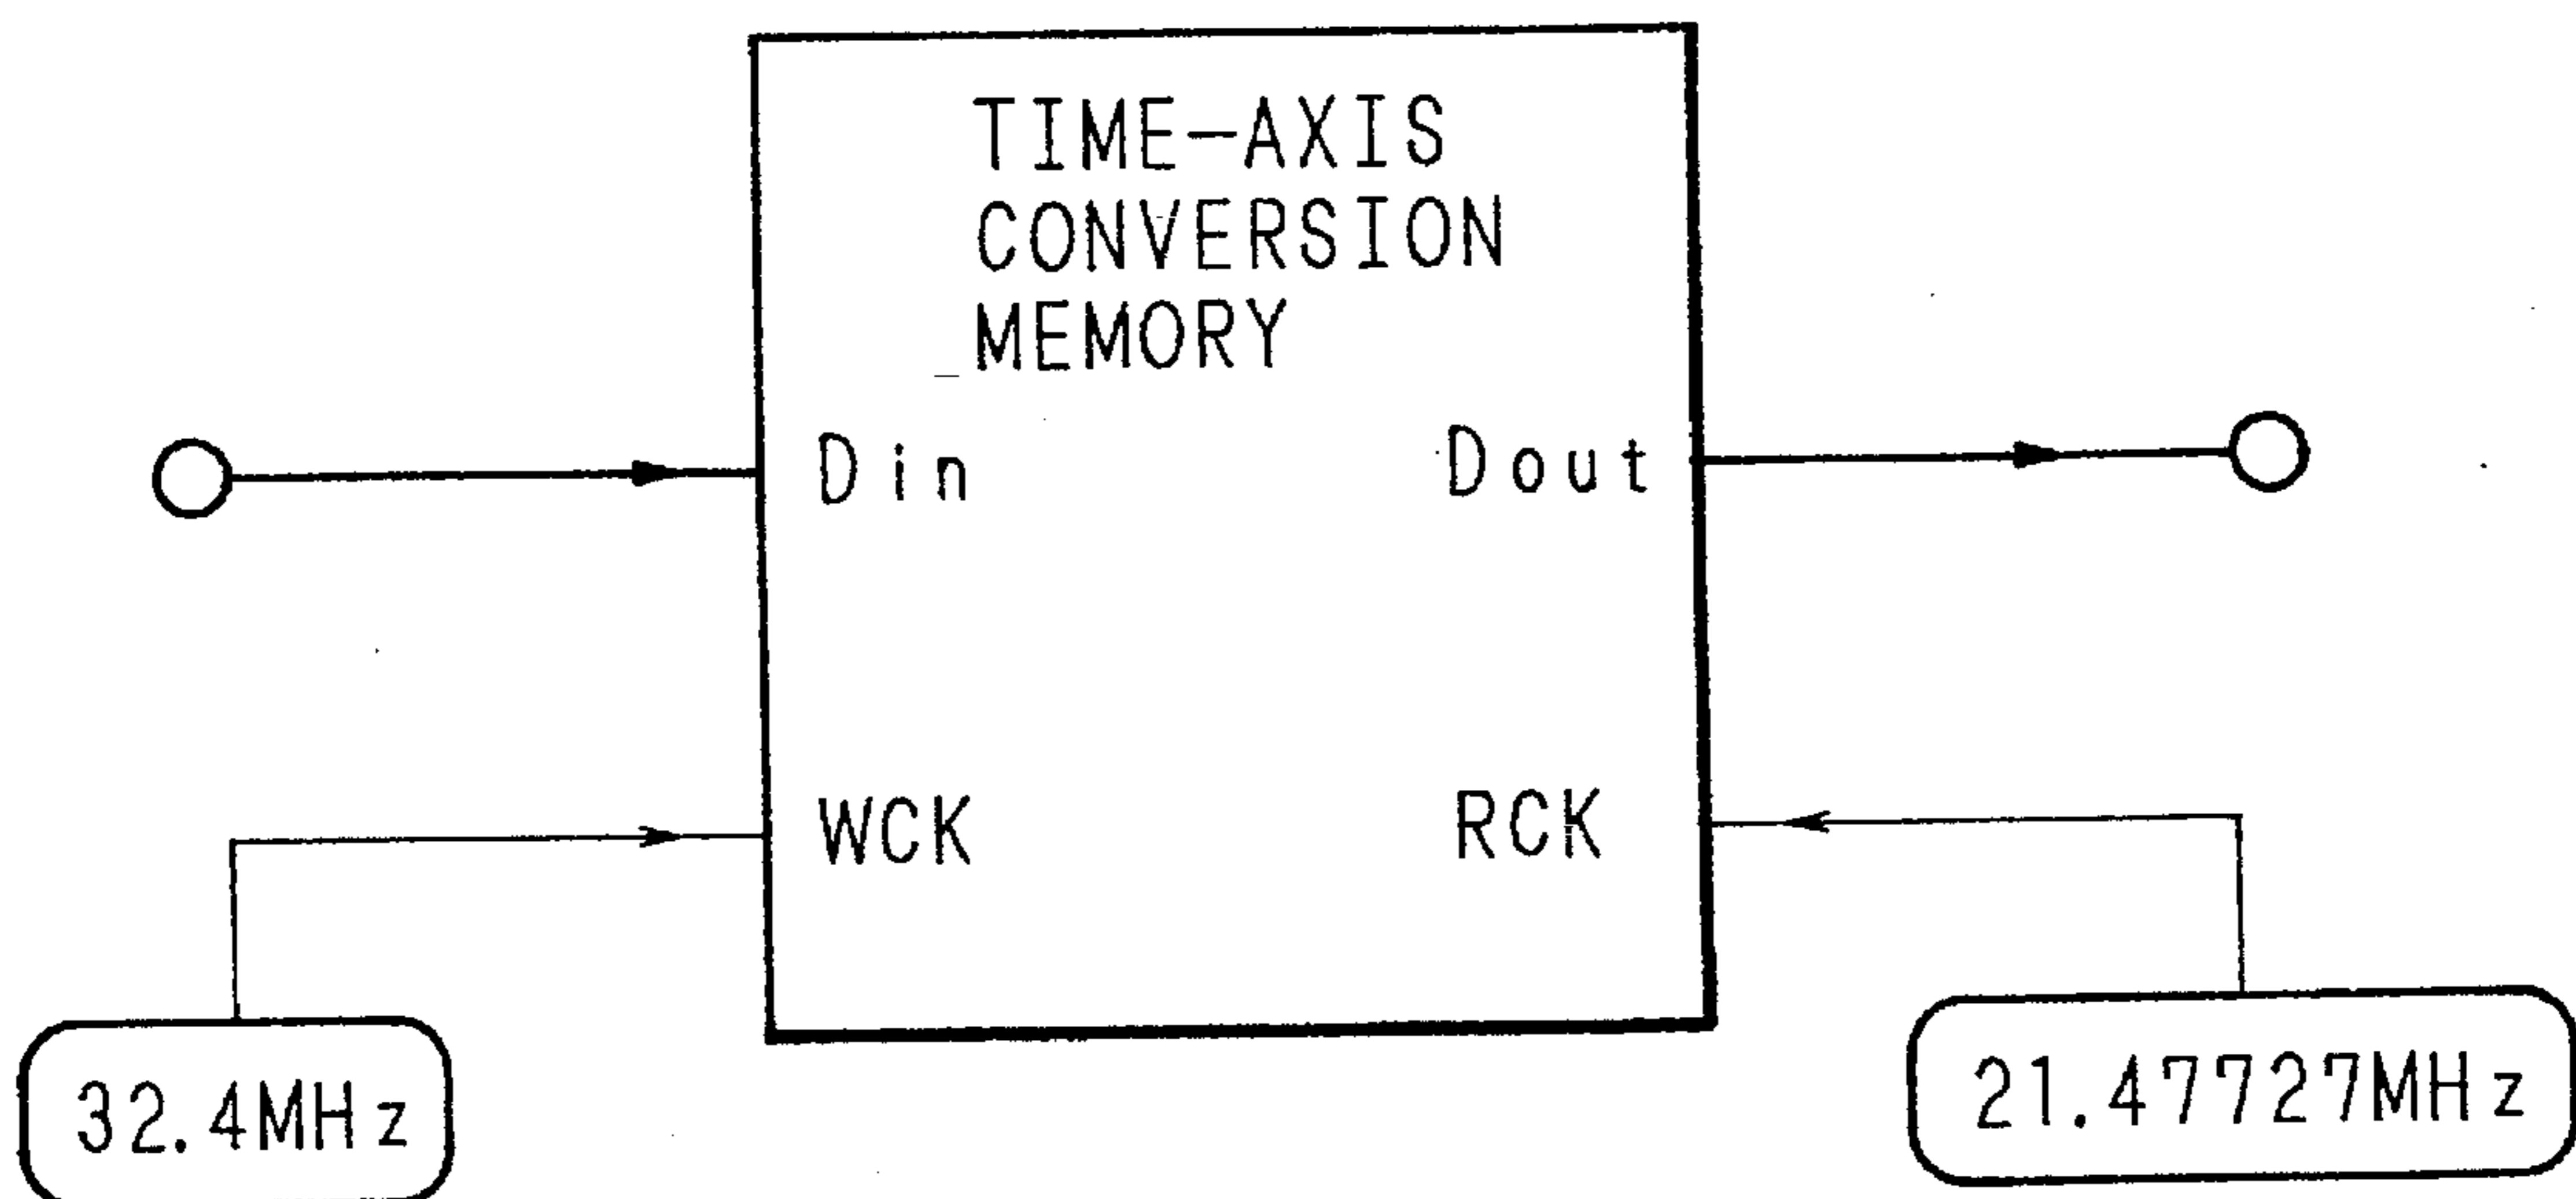 TIME-AXIS
CONVERSION
MEMORY
Din
Dout
WCK
RCK
32.4MHz
21.47727MHz